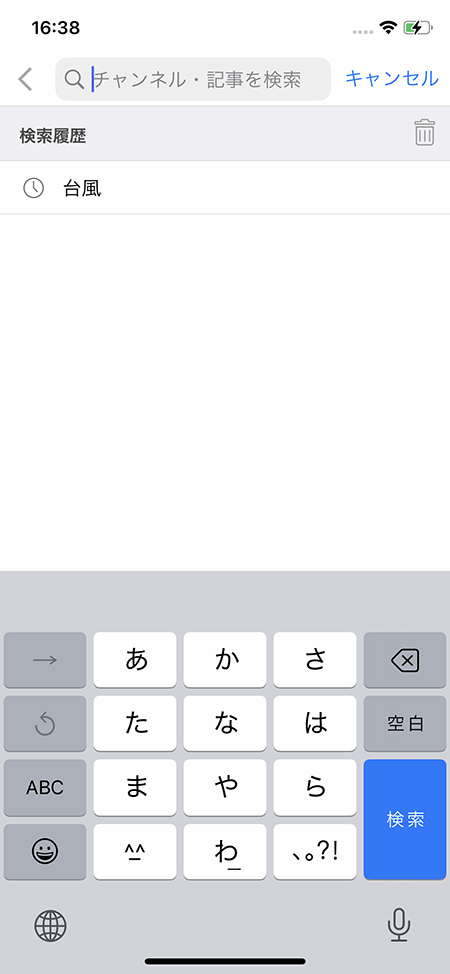 16:38
チャンネル・記事を検索 キャンセル
検索履歴
台風
→ あ か さ
た な は 空白
ABC ま や ら 検索
^^ わ_ 、。?!